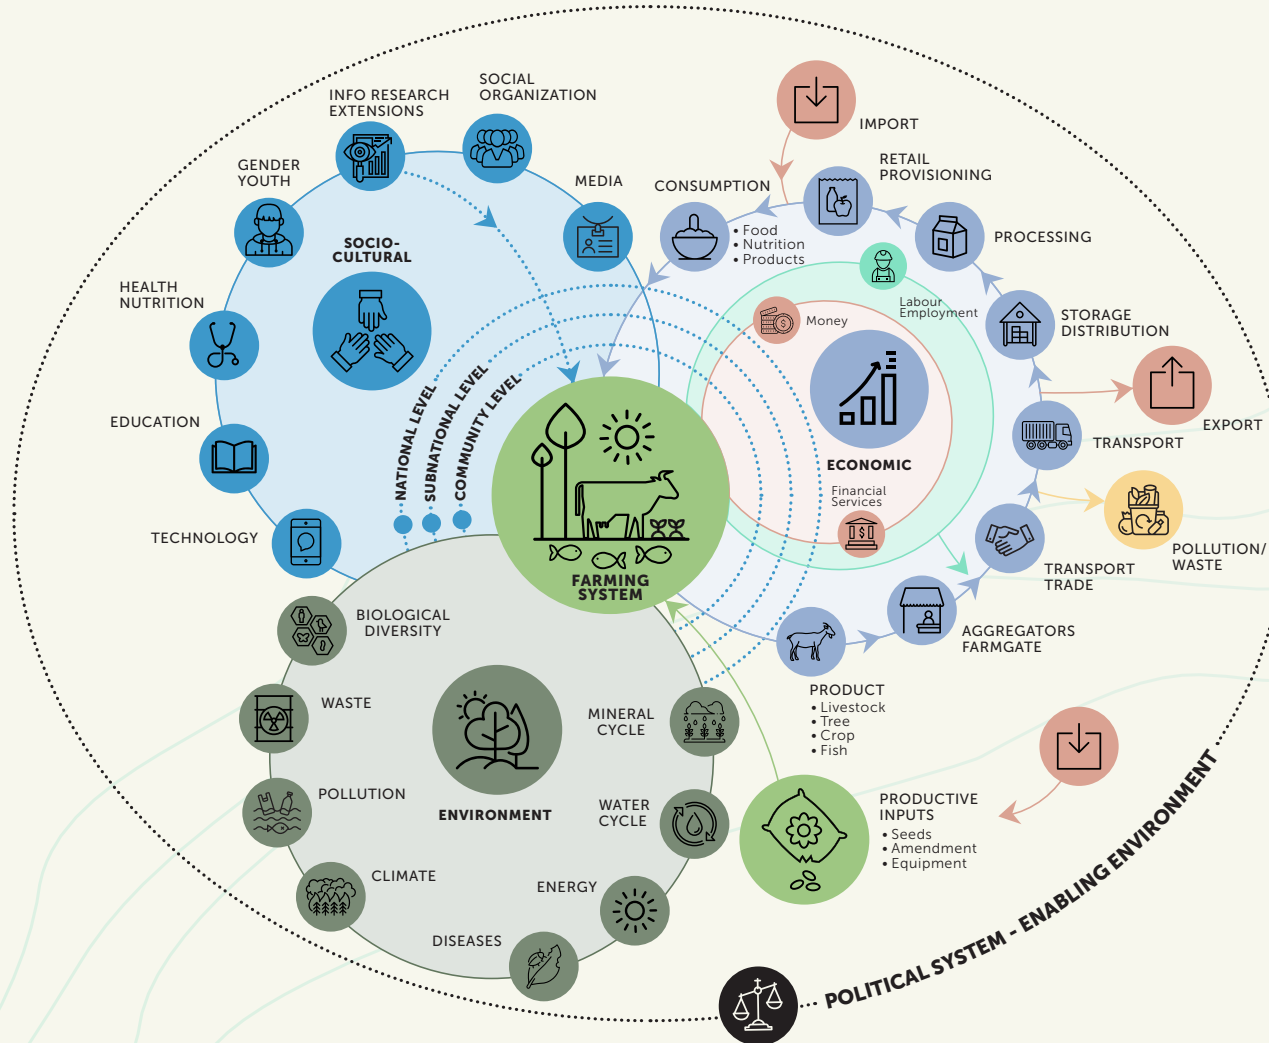 SOCIAL
ORGANIZATION
INFO RESEARCH
EXTENSIONS
GENDER
YOUTH
MEDIA
HEALTH
NUTRITION
EDUCATION
TECHNOLOGY
SOCIO-
CULTURAL
NATIONAL LEVEL
SUBNATIONAL LEVEL
COMMUNITY LEVEL
IMPORT
RETAIL
PROVISIONING
CONSUMPTION
• Food
• Nutrition
• Products
PROCESSING
Labour
Employment
Money
STORAGE
DISTRIBUTION
EXPORT
TRANSPORT
ECONOMIC
Financial
Services
POLLUTION/
WASTE
TRANSPORT
TRADE
AGGREGATORS
FARMGATE
PRODUCT
• Livestock
• Tree
• Crop
• Fish
FARMING
SYSTEM
BIOLOGICAL
DIVERSITY
WASTE
POLLUTION
CLIMATE
DISEASES
ENERGY
WATER
CYCLE
MINERAL
CYCLE
ENVIRONMENT
PRODUCTIVE
INPUTS
• Seeds
• Amendment
• Equipment
POLITICAL SYSTEM - ENABLING ENVIRONMENT